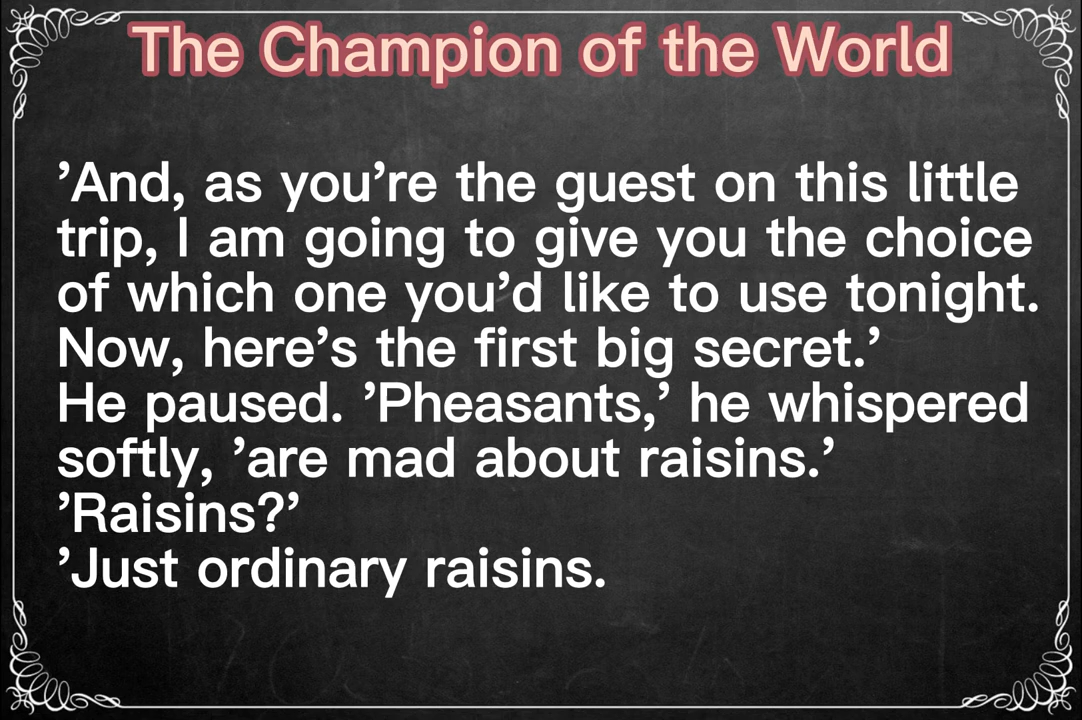 The Champion of the World
’And, as you’re the guest on this little
trip, I am going to give you the choice
of which one you’d like to use tonight.
Now, here’s the first big secret.’
He paused. ’Pheasants,’ he whispered
softly, ’are mad about raisins.’
’Raisins?’
’Just ordinary raisins.